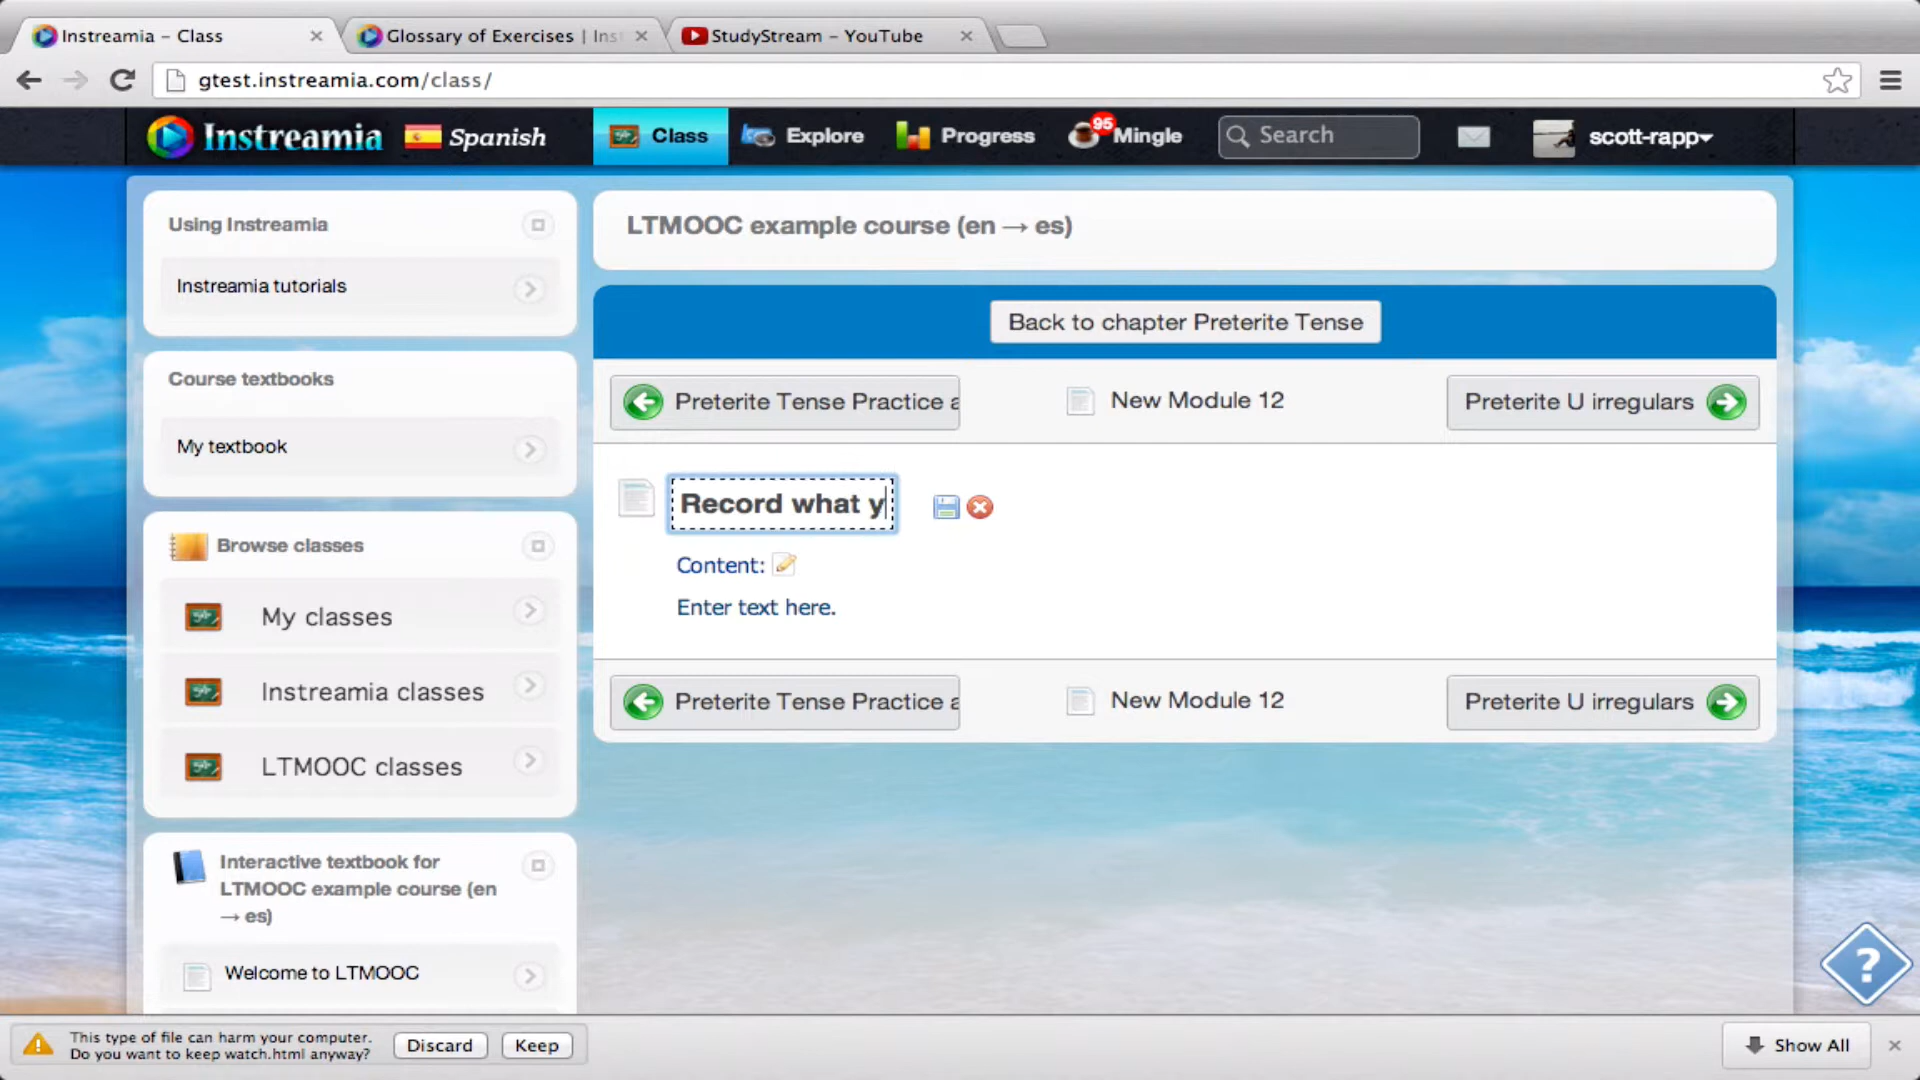 Instreamia – Class
Glossary of Exercises | Ins
StudyStream – YouTube
gtest.instreamia.com/class/
Instreamia Spanish Class Explore Progress 95 Mingle Search scott-rapp
Using Instreamia
Instreamia tutorials
Course textbooks
My textbook
Browse classes
My classes
Instreamia classes
LTMOOC classes
Interactive textbook for
LTMOOC example course (en
→ es)
Welcome to LTMOOC
LTMOOC example course (en → es)
Back to chapter Preterite Tense
Preterite Tense Practice a
New Module 12
Preterite U irregulars
Record what y
Content:
Enter text here.
Preterite Tense Practice a
New Module 12
Preterite U irregulars
?
This type of file can harm your computer.
Do you want to keep watch.html anyway?
Discard
Keep
Show All